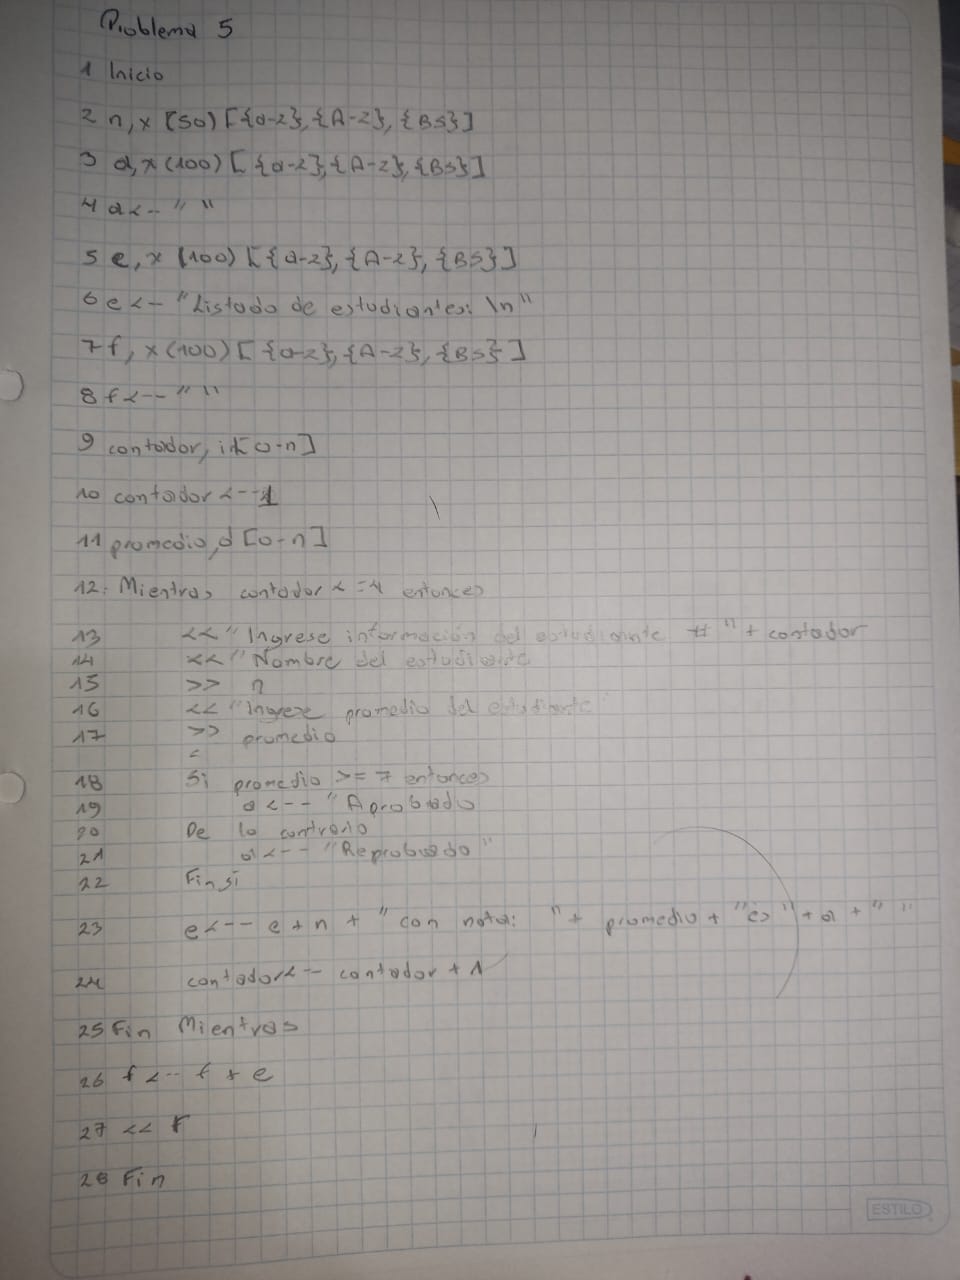 Problema 5
1 Inicio
2 n, x (50) [{a-z}, {A-Z}, {BS}]
3 a, x (100) [{a-z}, {A-Z}, {BS}]
4 a <-- " "
5 e, x (100) [{a-z}, {A-Z}, {BS}]
6 e <-- "Listado de estudiantes: \n"
7 f, x (100) [{a-z}, {A-Z}, {BS}]
8 f <-- " "
9 contador, [0-n]
10 contador <-- 1
11 promedio, d [0-n]
12: Mientras contador <= 4 entonces
13 << "Ingrese información del estudiante # " + contador
14 << "Nombre del estudiante
15 >> n
16 << "Ingrese promedio del estudiante
17 >> promedio
18 Si promedio >= 7 entonces
19 a <-- "Aprobado
20 De lo contrario
21 a <-- "Reprobado"
22 Fin si
23 e <-- e + n + " con nota: " + promedio + "es" + a + " "
24 contador <-- contador + 1
25 Fin Mientras
26 f <-- f + e
27 << f
28 Fin
ESTILO